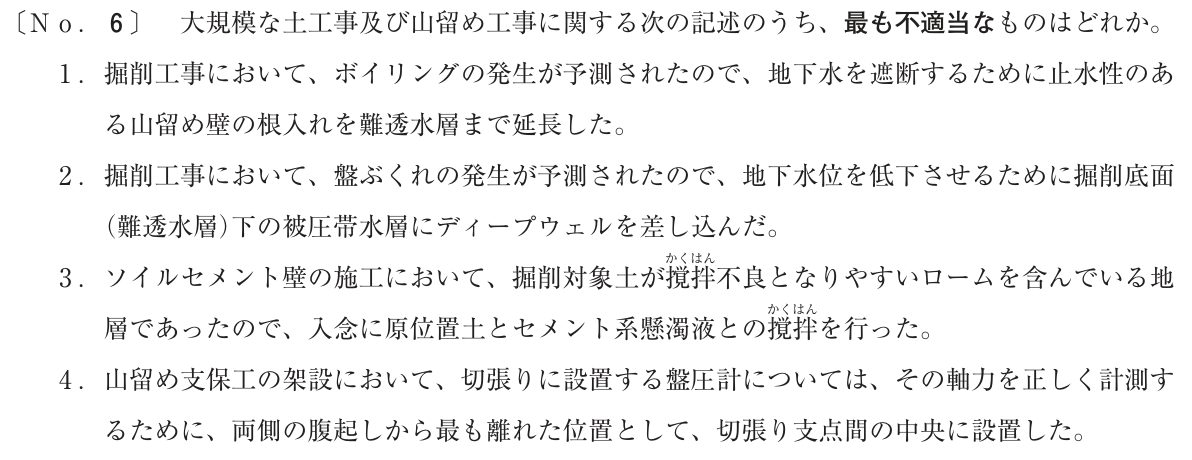 〔Ｎｏ．６〕　大規模な土工事及び山留め工事に関する次の記述のうち、最も不適当なものはどれか。
１．掘削工事において、ボイリングの発生が予測されたので、地下水を遮断するために止水性のあ
る山留め壁の根入れを難透水層まで延長した。
２．掘削工事において、盤ぶくれの発生が予測されたので、地下水位を低下させるために掘削底面
（難透水層）下の被圧帯水層にディープウェルを差し込んだ。
かくはん
３．ソイルセメント壁の施工において、掘削対象土が撹拌不良となりやすいロームを含んでいる地
かくはん
層であったので、入念に原位置土とセメント系懸濁液との撹拌を行った。
４．山留め支保工の架設において、切張りに設置する盤圧計については、その軸力を正しく計測す
るために、両側の腹起しから最も離れた位置として、切張り支点間の中央に設置した。